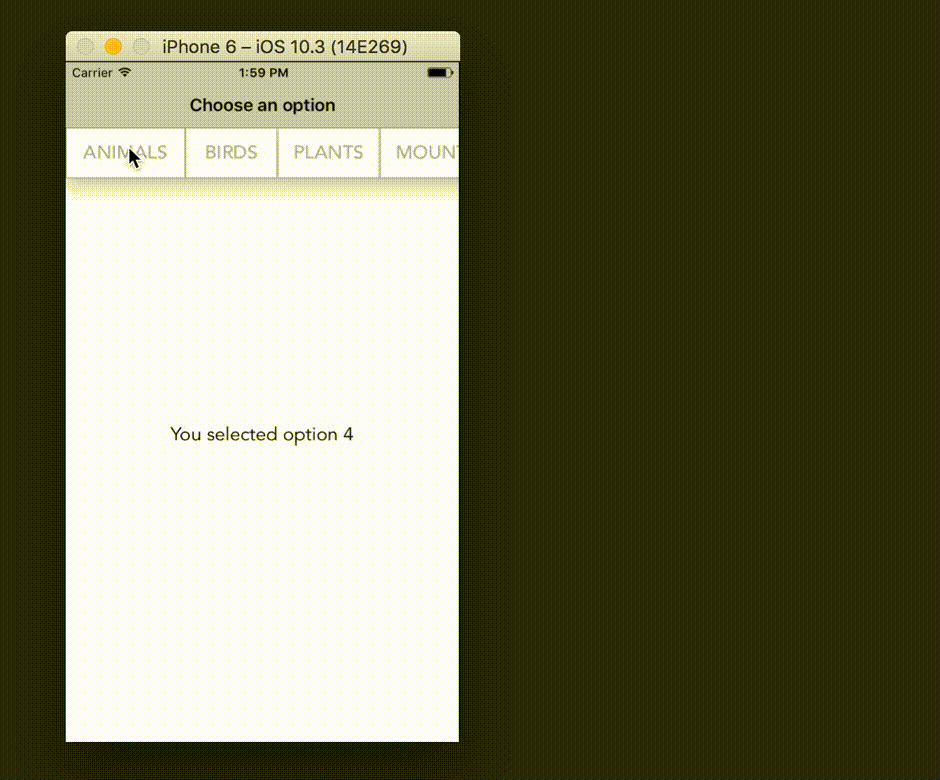 iPhone 6 – iOS 10.3 (14E269)
Carrier 1:59 PM
Choose an option
ANIMALS BIRDS PLANTS MOUN
You selected option 4